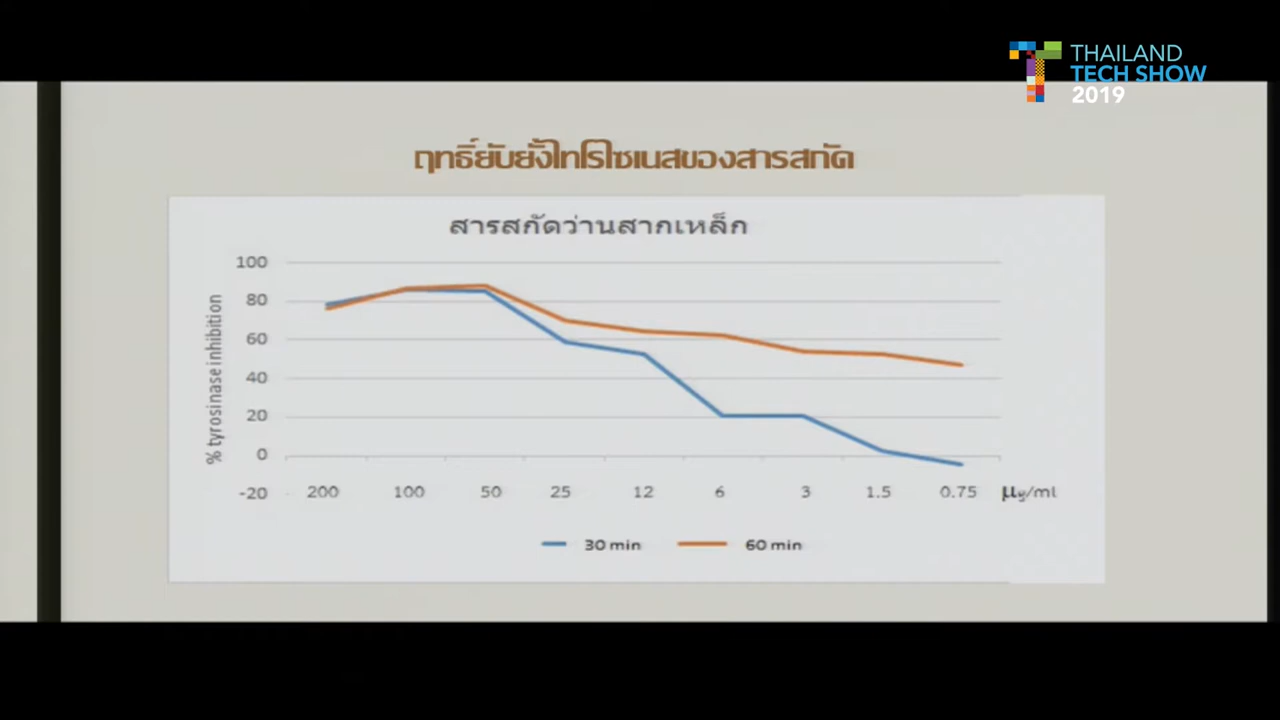 THAILAND
TECH SHOW
2019
ฤทธิ์ยับยั้งไทโรซิเนสของสารสกัด
สารสกัดว่านสากเหล็ก
100
80
60
40
20
0
-20
% tyrosinase inhibition
200 100 50 25 12 6 3 1.5 0.75 μg/ml
30 min 60 min